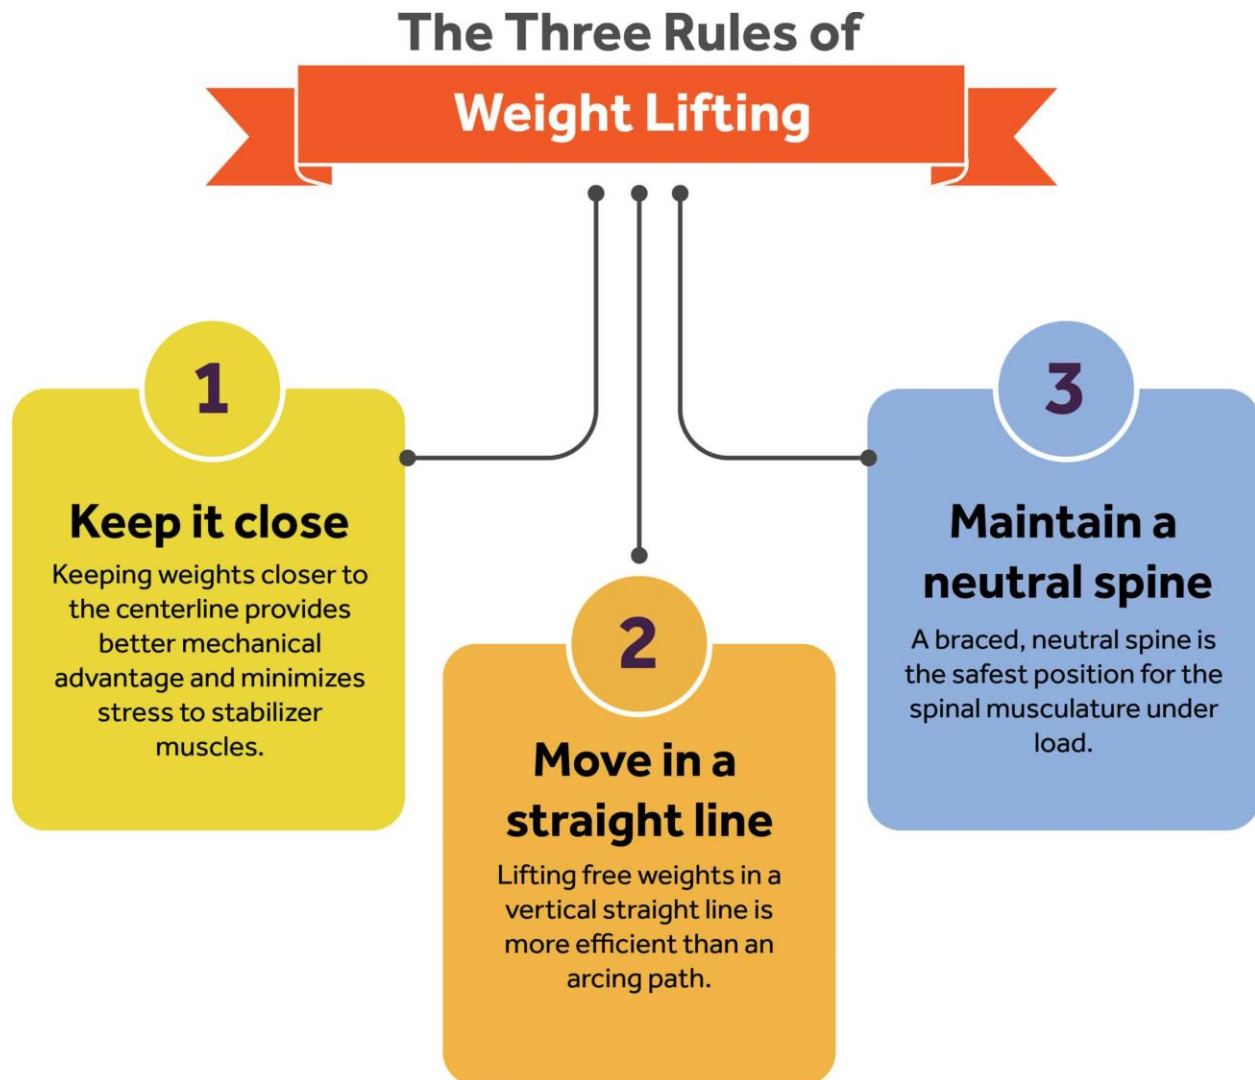 The Three Rules of
Weight Lifting
1
Keep it close
Keeping weights closer to
the centerline provides
better mechanical
advantage and minimizes
stress to stabilizer
muscles.
2
Move in a
straight line
Lifting free weights in a
vertical straight line is
more efficient than an
arcing path.
3
Maintain a
neutral spine
A braced, neutral spine is
the safest position for the
spinal musculature under
load.